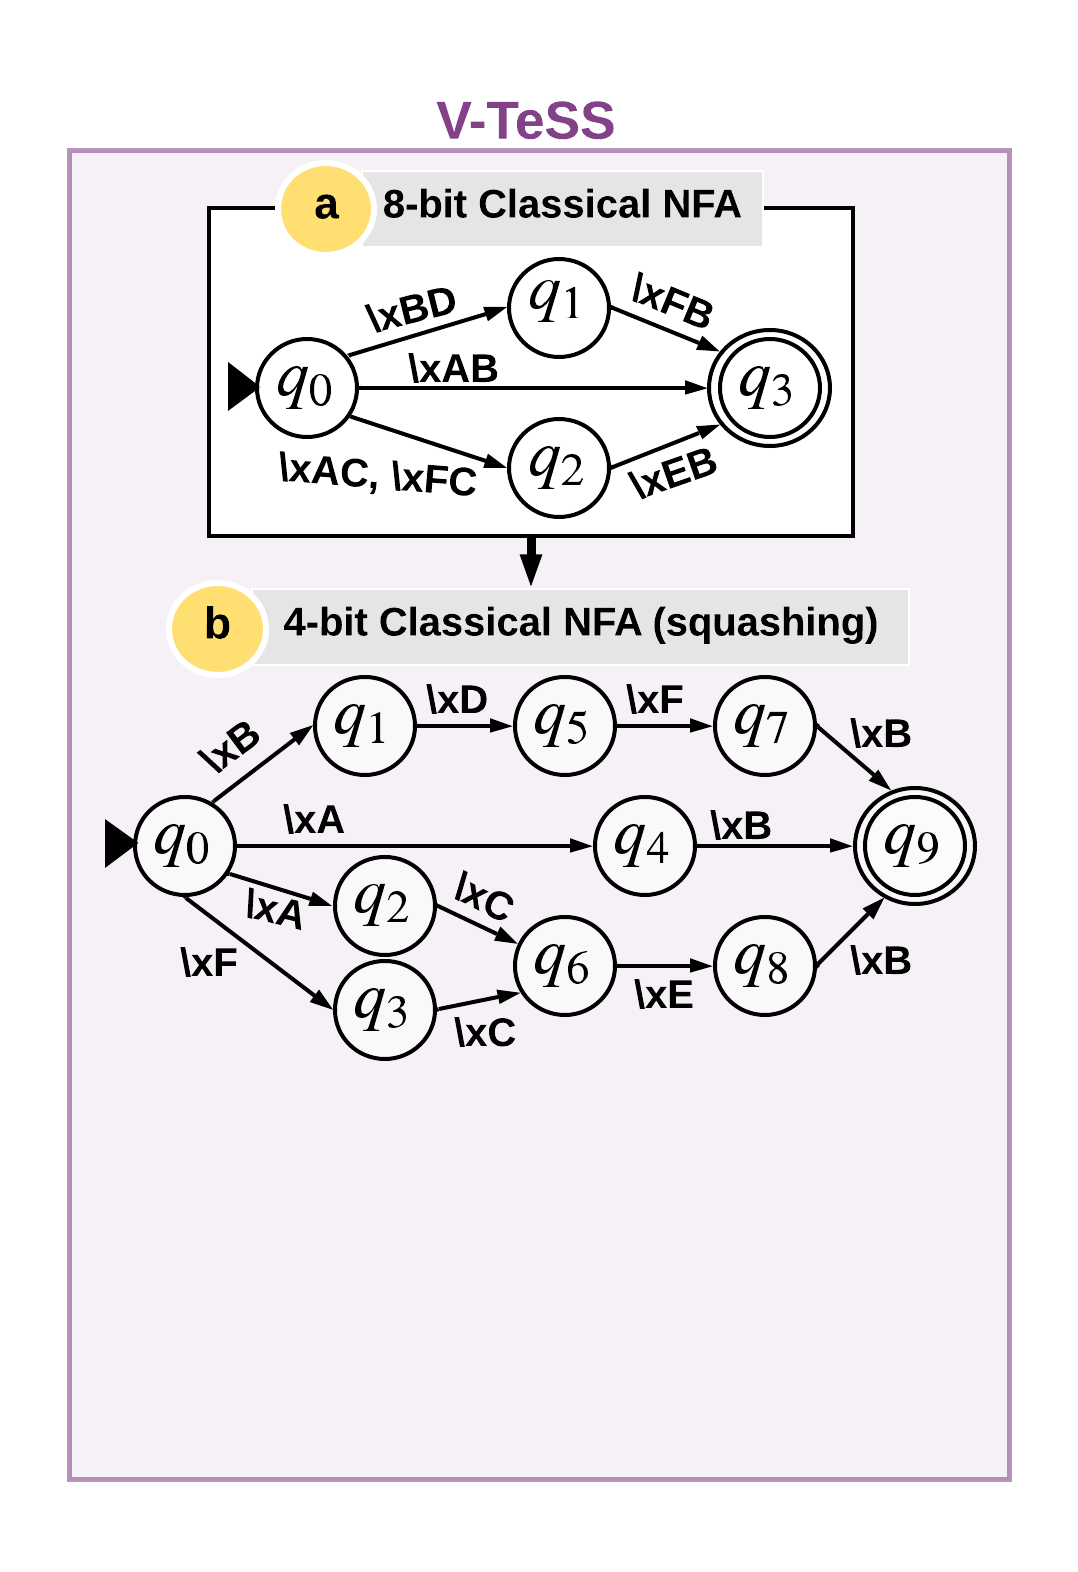 V-TeSS
a 8-bit Classical NFA
\xBD q1 \xFB
q0 \xAB q3
\xAC, \xFC q2 \xEB
b 4-bit Classical NFA (squashing)
\xB q1 \xD q5 \xF q7 \xB
q0 \xA q4 \xB q9
\xA q2 \xC
\xF q3 \xC q6 \xE q8 \xB